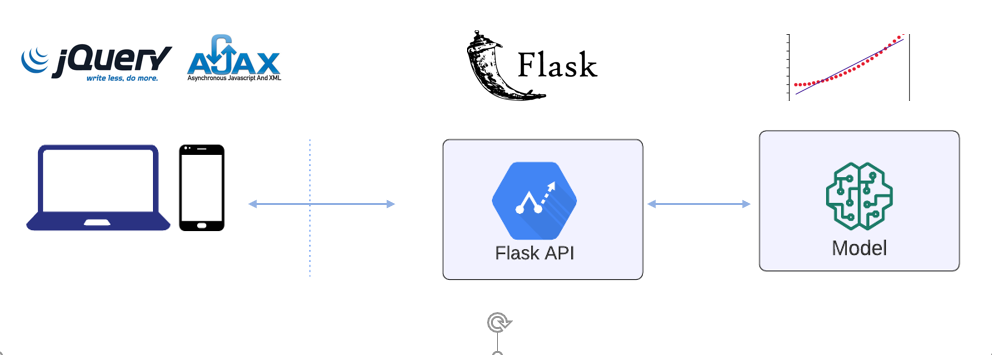 jQuery
write less, do more.
AJAX
Asynchronous Javascript And XML
Flask
Flask API
Model